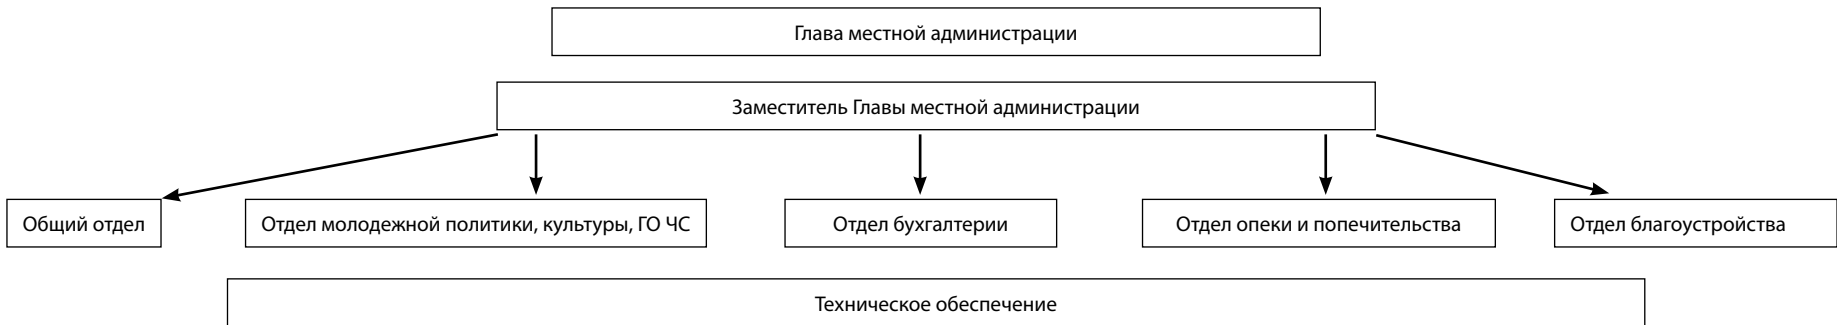 Глава местной администрации
Заместитель Главы местной администрации
Общий отдел
Отдел молодежной политики, культуры, ГО ЧС
Отдел бухгалтерии
Отдел опеки и попечительства
Отдел благоустройства
Техническое обеспечение